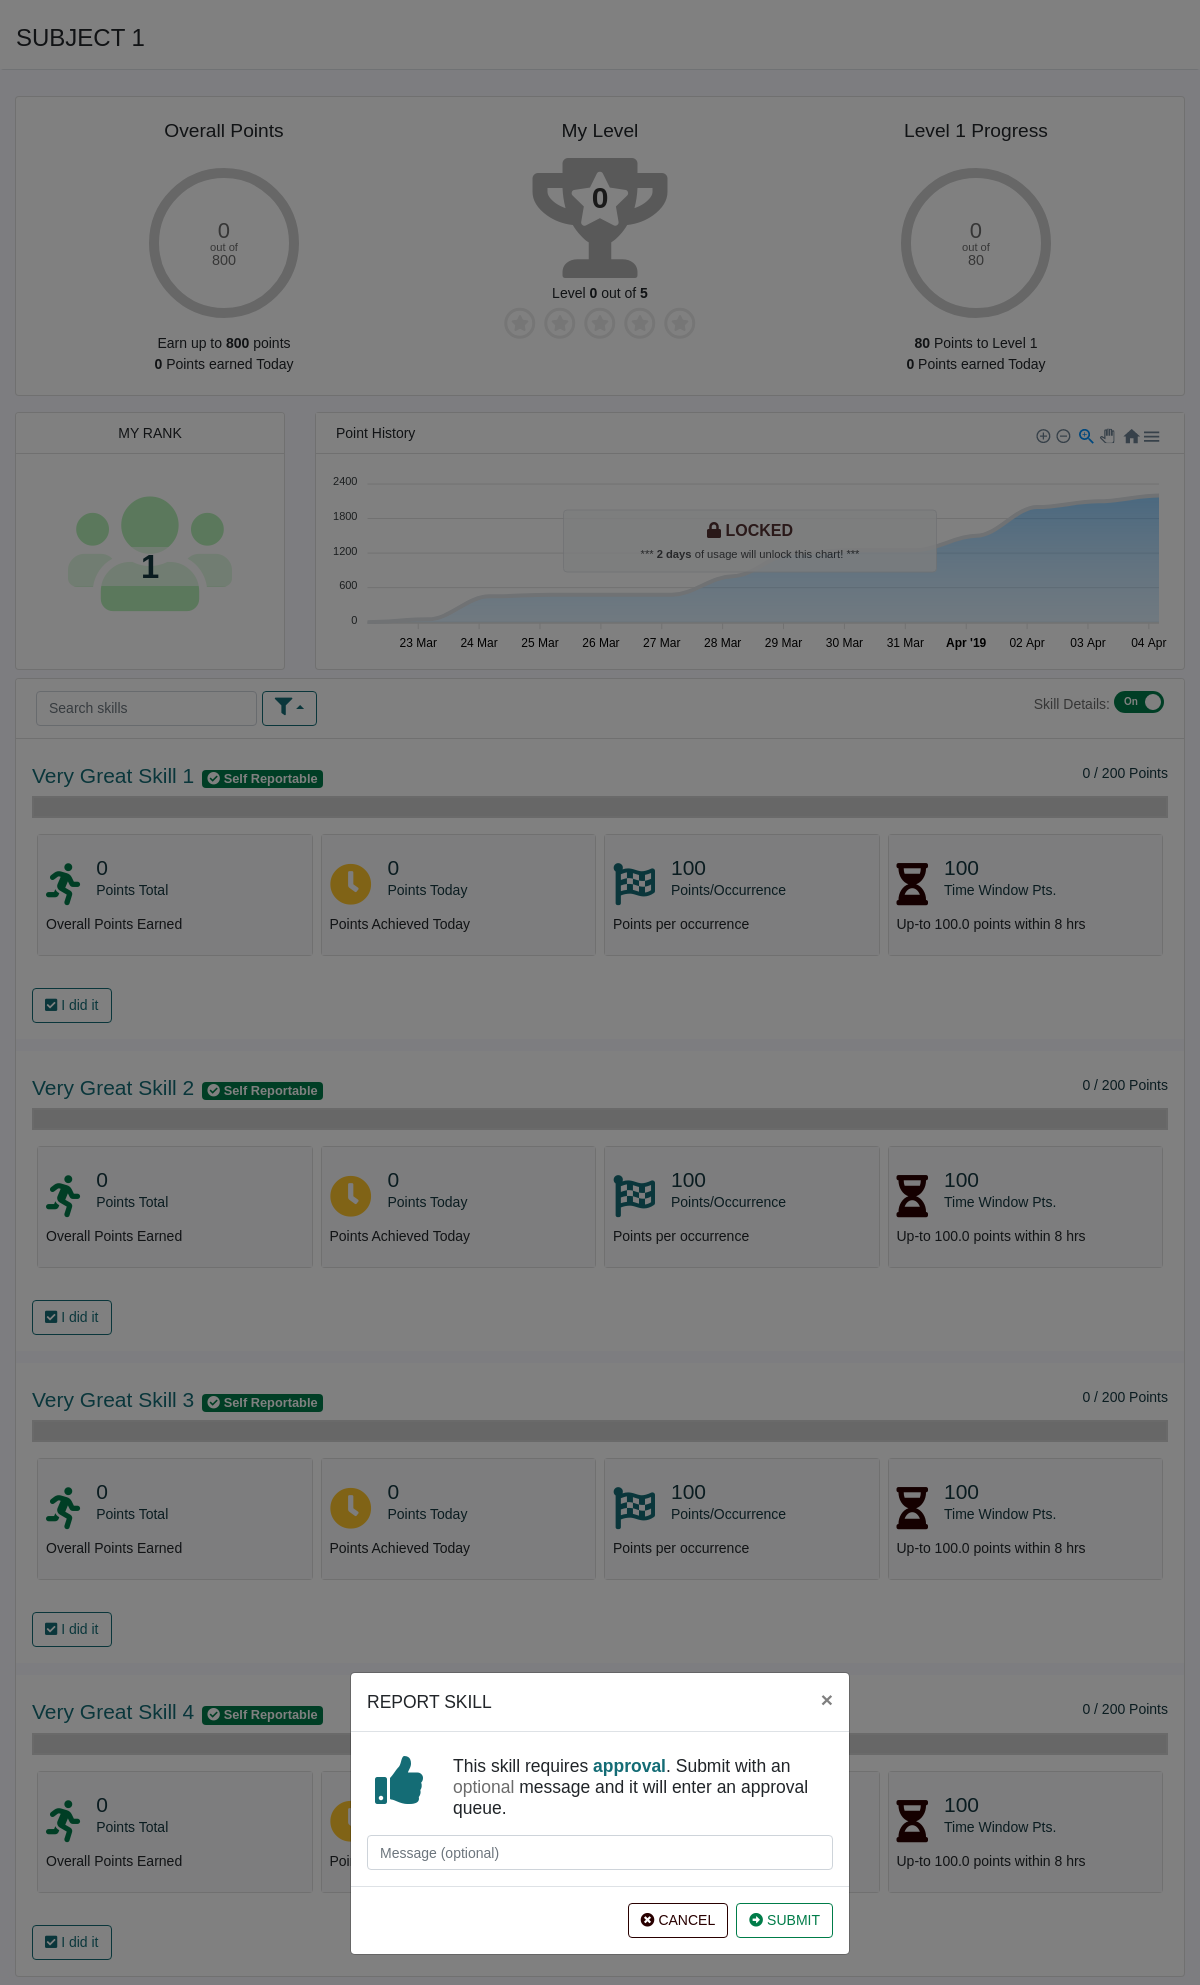 SUBJECT 1
Overall Points
My Level
Level 1 Progress
0
out of
800
0
0
out of
80
Level 0 out of 5
Earn up to 800 points
0 Points earned Today
80 Points to Level 1
0 Points earned Today
MY RANK
1
Point History
2400
1800
1200
600
0
LOCKED
*** 2 days of usage will unlock this chart! ***
23 Mar 24 Mar 25 Mar 26 Mar 27 Mar 28 Mar 29 Mar 30 Mar 31 Mar Apr '19 02 Apr 03 Apr 04 Apr
Search skills
Skill Details: On
Very Great Skill 1 Self Reportable 0 / 200 Points
0
Points Total
Overall Points Earned
0
Points Today
Points Achieved Today
100
Points/Occurrence
Points per occurrence
100
Time Window Pts.
Up-to 100.0 points within 8 hrs
I did it
Very Great Skill 2 Self Reportable 0 / 200 Points
0
Points Total
Overall Points Earned
0
Points Today
Points Achieved Today
100
Points/Occurrence
Points per occurrence
100
Time Window Pts.
Up-to 100.0 points within 8 hrs
I did it
Very Great Skill 3 Self Reportable 0 / 200 Points
0
Points Total
Overall Points Earned
0
Points Today
Points Achieved Today
100
Points/Occurrence
Points per occurrence
100
Time Window Pts.
Up-to 100.0 points within 8 hrs
I did it
Very Great Skill 4 Self Reportable 0 / 200 Points
0
Points Total
Overall Points Earned
100
Time Window Pts.
Up-to 100.0 points within 8 hrs
I did it
REPORT SKILL ×
This skill requires approval. Submit with an
optional message and it will enter an approval
queue.
Message (optional)
CANCEL SUBMIT